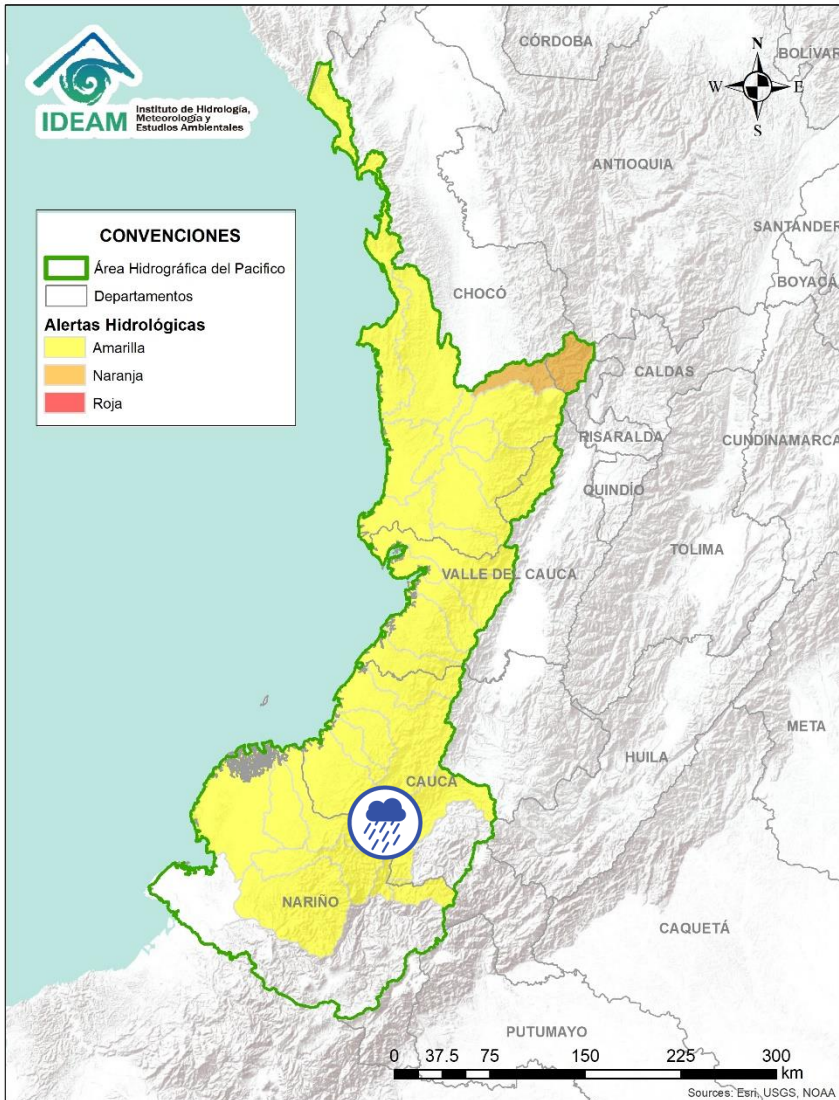 IDEAM
Instituto de Hidrología,
Meteorología y
Estudios Ambientales
CÓRDOBA
BOLÍVAR
N
W
E
S
ANTIOQUIA
SANTANDER
BOYACÁ
CONVENCIONES
Área Hidrográfica del Pacifico
Departamentos
Alertas Hidrológicas
Amarilla
Naranja
Roja
CHOCÓ
CALDAS
RISARALDA
CUNDINAMARCA
QUINDÍO
TOLIMA
VALLE DEL CAUCA
META
HUILA
CAUCA
NARIÑO
CAQUETÁ
PUTUMAYO
0 37.5 75 150 225 300
km
Sources: Esri, USGS, NOAA